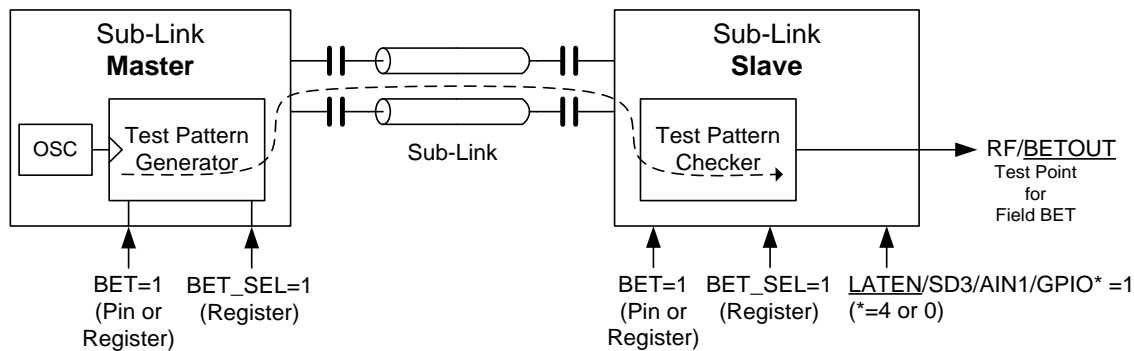 Sub-Link
Master
OSC
Test Pattern
Generator
BET=1
(Pin or
Register)
BET_SEL=1
(Register)
Sub-Link
Sub-Link
Slave
Test Pattern
Checker
RF/BETOUT
Test Point
for
Field BET
BET=1
(Pin or
Register)
BET_SEL=1
(Register)
LATEN/SD3/AIN1/GPIO* =1
(*=4 or 0)